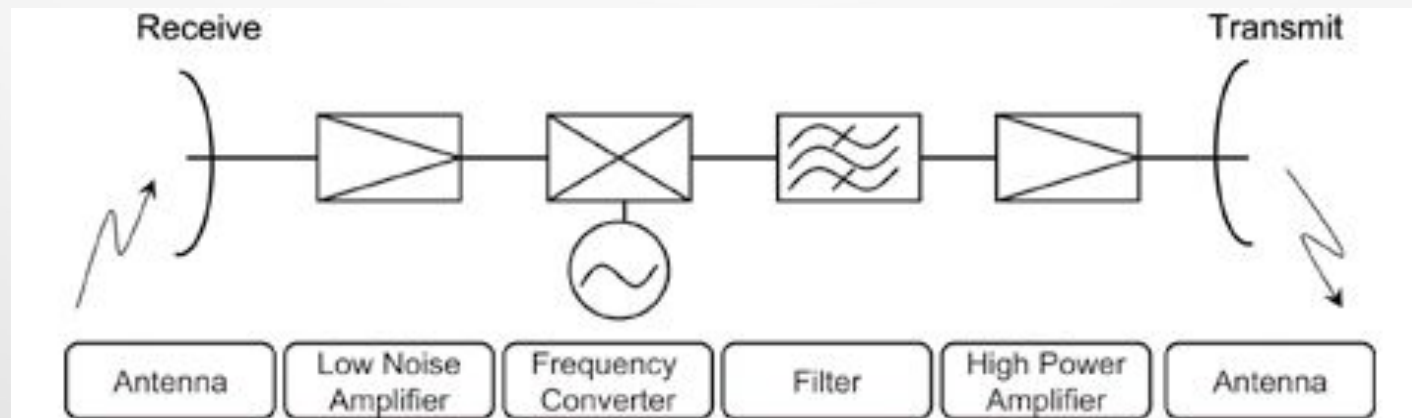 Receive
Transmit
Antenna
Low Noise
Amplifier
Frequency
Converter
Filter
High Power
Amplifier
Antenna